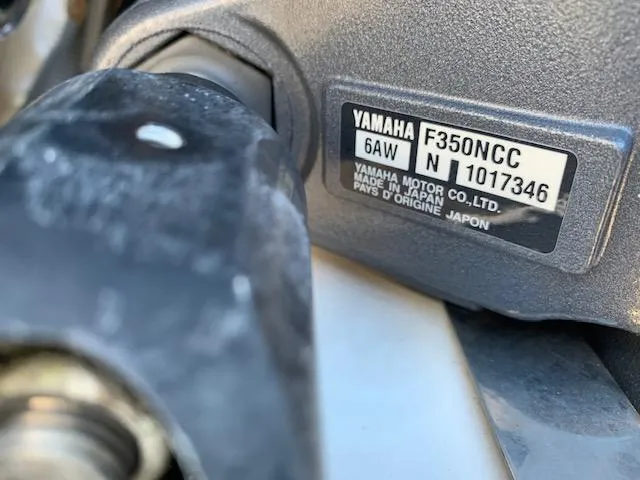 YAMAHA F350NCC
6AW N 1017346
YAMAHA MOTOR CO.,LTD.
MADE IN JAPAN
PAYS D'ORIGINE JAPON